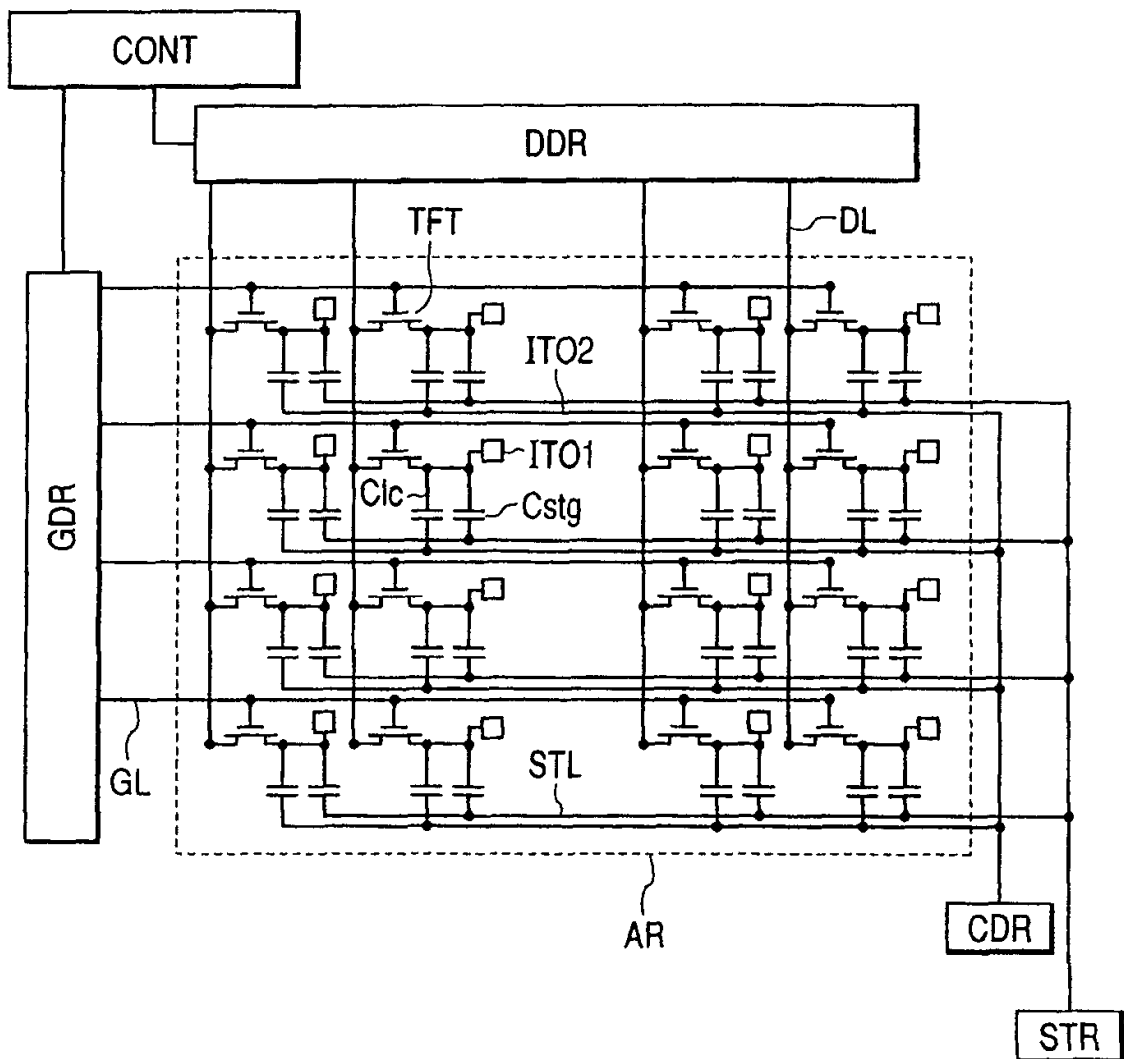 CONT
DDR
TFT
DL
ITO2
ITO1
Clc
Cstg
GDR
GL
STL
AR
CDR
STR